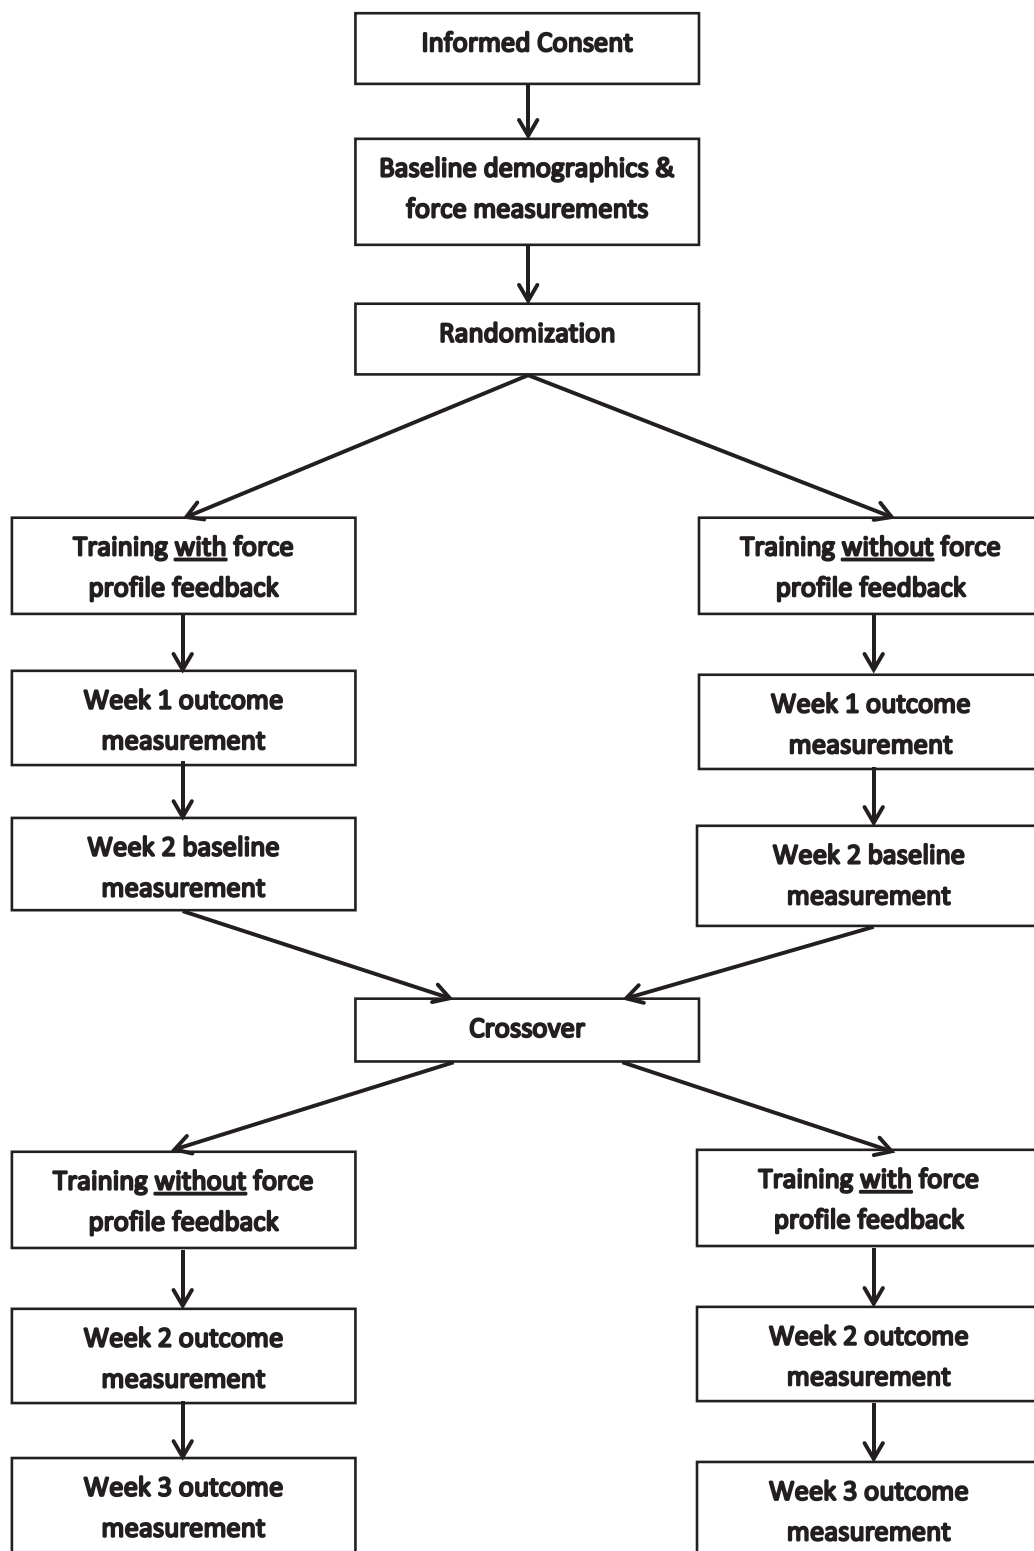 Informed Consent
Baseline demographics &
force measurements
Randomization
Training with force
profile feedback
Training without force
profile feedback
Week 1 outcome
measurement
Week 1 outcome
measurement
Week 2 baseline
measurement
Week 2 baseline
measurement
Crossover
Training without force
profile feedback
Training with force
profile feedback
Week 2 outcome
measurement
Week 2 outcome
measurement
Week 3 outcome
measurement
Week 3 outcome
measurement